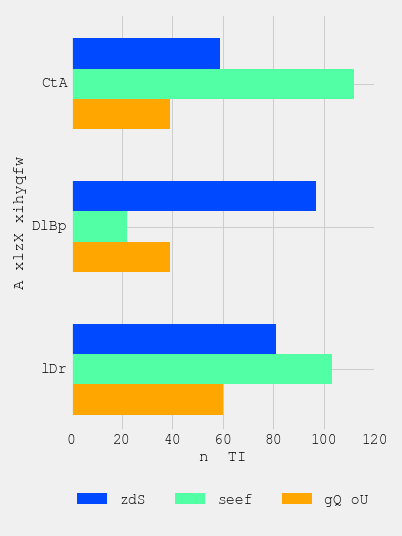 CtA
DlBp
lDr
A xlzX xihyqfw
0 20 40 60 80 100 120
n TI
zdS seef gQ oU